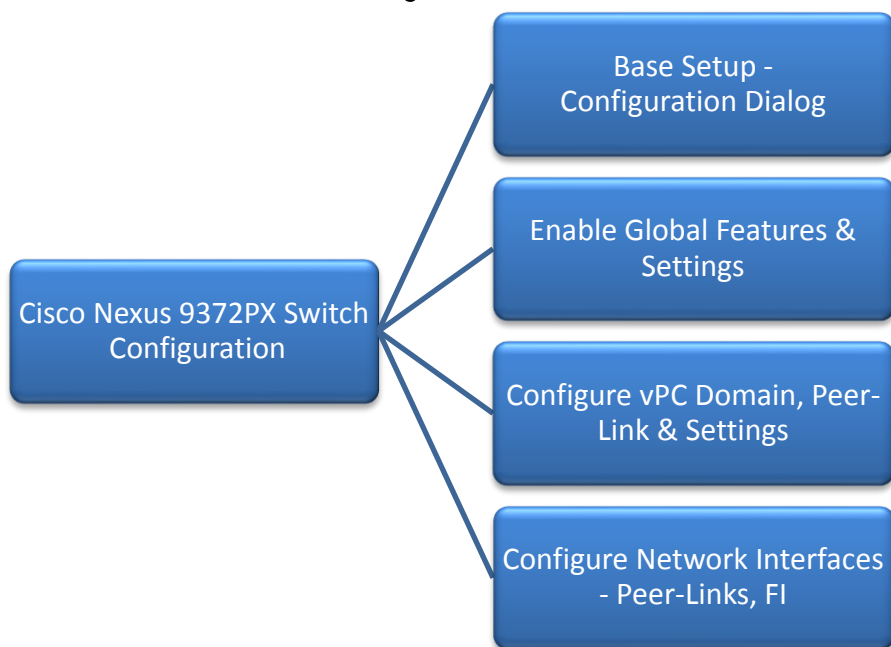 Base Setup -
Configuration Dialog
Enable Global Features &
Settings
Cisco Nexus 9372PX Switch
Configuration
Configure vPC Domain, Peer-
Link & Settings
Configure Network Interfaces
- Peer-Links, FI